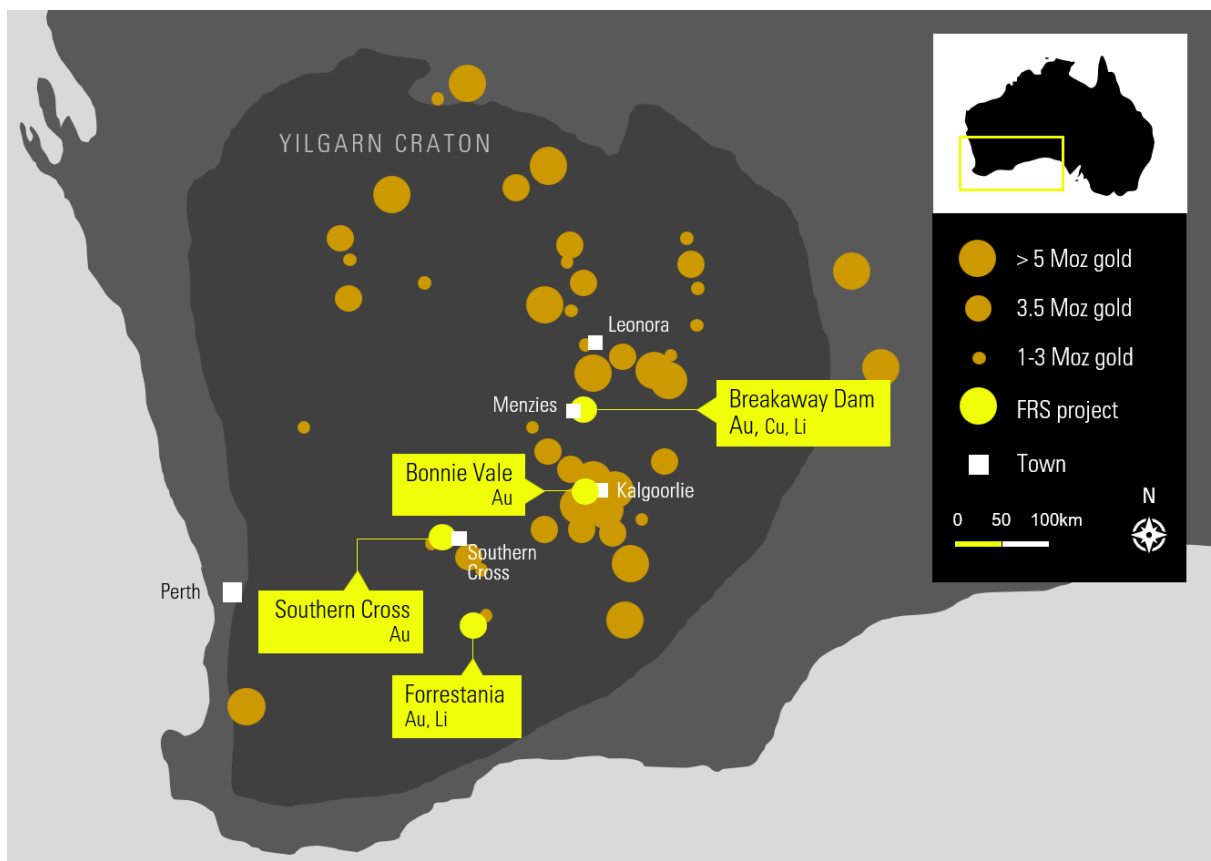 YILGARN CRATON
Leonora
Menzies
Breakaway Dam
Au, Cu, Li
Bonnie Vale
Au
Kalgoorlie
Southern
Cross
Perth
Southern Cross
Au
Forrestania
Au, Li
> 5 Moz gold
3.5 Moz gold
1-3 Moz gold
FRS project
Town
N
0 50 100km